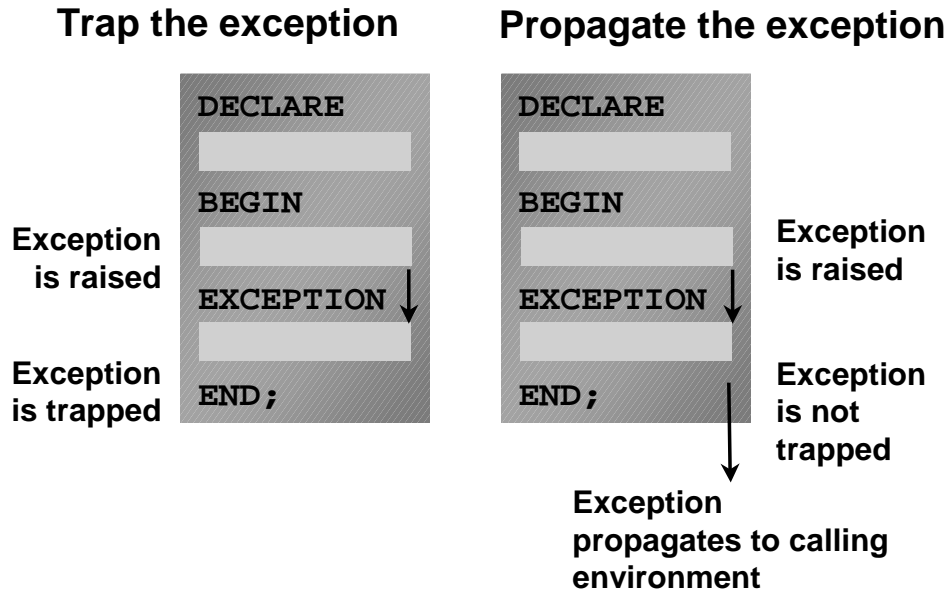 Trap the exception
DECLARE
BEGIN
Exception
is raised
EXCEPTION
Exception
is trapped
END;
Propagate the exception
DECLARE
BEGIN
Exception
is raised
EXCEPTION
Exception
is not
trapped
END;
Exception
propagates to calling
environment